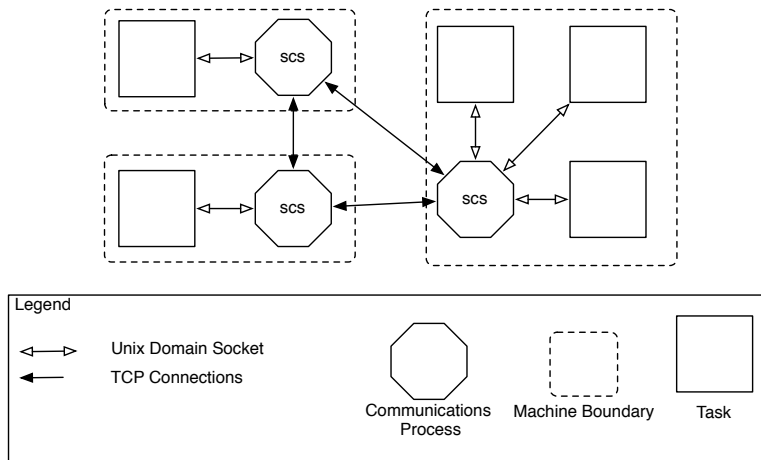 scs
scs
scs
Legend
Unix Domain Socket
TCP Connections
Communications
Process
Machine Boundary
Task